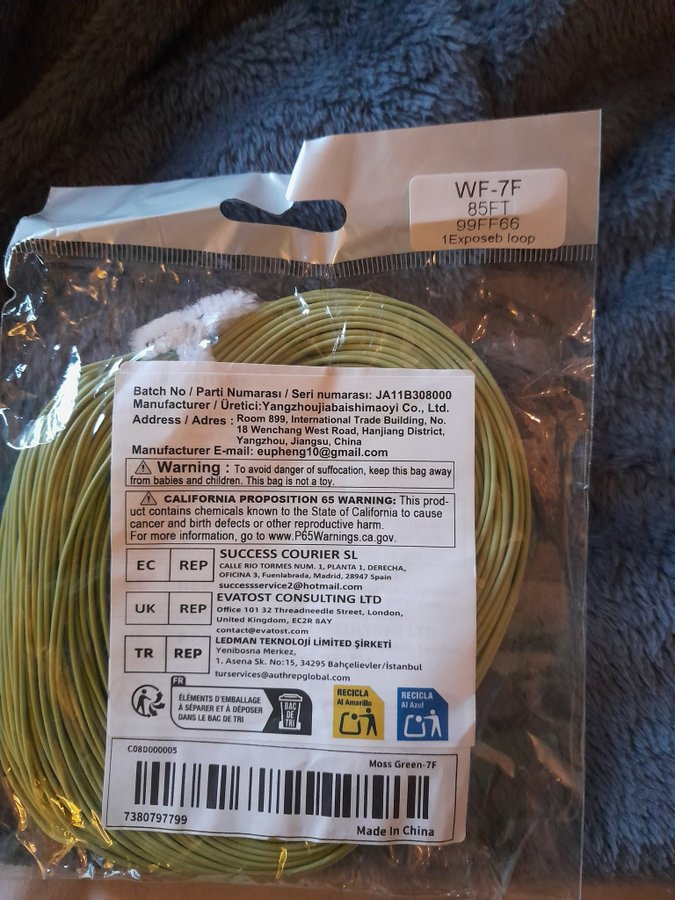 WF-7F
85FT
99FF66
1Exposeb loop
Batch No / Parti Numarası / Seri numarası: JA11B308000
Manufacturer / Üretici:Yangzhoujiabaishimaoyi Co., Ltd.
Address / Adres : Room 899, International Trade Building, No.
18 Wenchang West Road, Hanjiang District,
Yangzhou, Jiangsu, China
Manufacturer E-mail: eupheng10@gmail.com
Warning : To avoid danger of suffocation, keep this bag away
from babies and children. This bag is not a toy.
CALIFORNIA PROPOSITION 65 WARNING: This prod-
uct contains chemicals known to the State of California to cause
cancer and birth defects or other reproductive harm.
For more information, go to www.P65Warnings.ca.gov.
EC REP SUCCESS COURIER SL
CALLE RIO TORMES NUM. 1, PLANTA 1, DERECHA,
OFICINA 3, Fuenlabrada, Madrid, 28947 Spain
successservice2@hotmail.com
UK REP EVATOST CONSULTING LTD
Office 101 32 Threadneedle Street, London,
United Kingdom, EC2R 8AY
contact@evatost.com
TR REP LEDMAN TEKNOLOJİ LİMİTED ŞİRKETİ
Yenibosna Merkez,
1. Asena Sk. No:15, 34295 Bahçelievler/İstanbul
turservices@authrepglobal.com
FR
ÉLÉMENTS D'EMBALLAGE
À SÉPARER ET À DÉPOSER
DANS LE BAC DE TRI
BAC
DE
TRI
RECICLA
Al Amarillo
RECICLA
Al Azul
C08D000005
Moss Green-7F
7380797799
Made In China